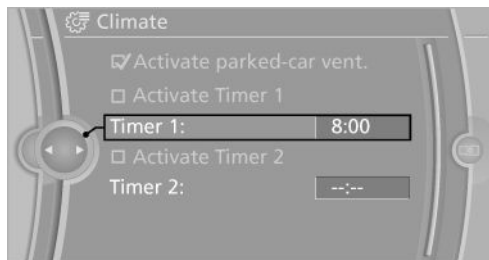 Climate
Activate parked-car vent.
Activate Timer 1
Timer 1: 8:00
Activate Timer 2
Timer 2: --:--